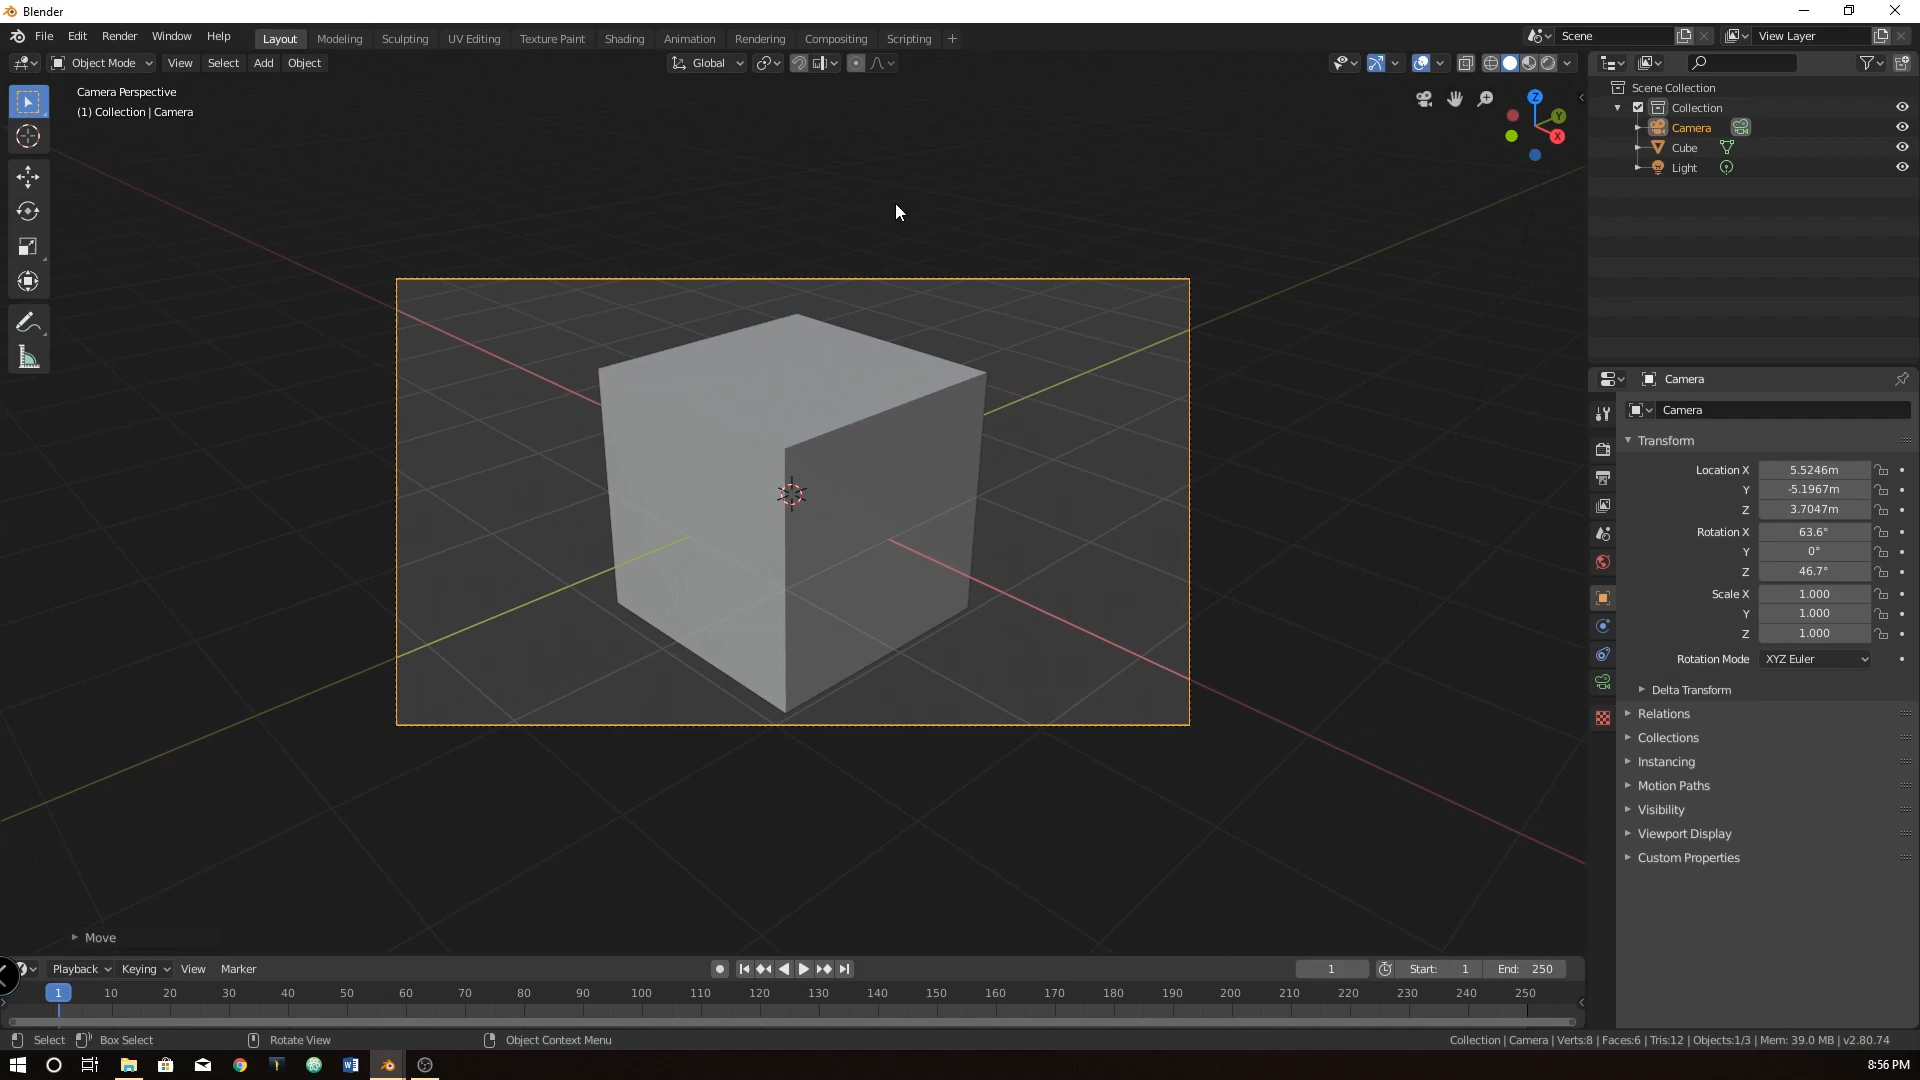 Blender
File Edit Render Window Help
Layout Modeling Sculpting UV Editing Texture Paint Shading Animation Rendering Compositing Scripting +
Scene
View Layer
Object Mode View Select Add Object
Global
Camera Perspective
(1) Collection | Camera
Z
Y
X
Scene Collection
Collection
Camera
Cube
Light
Camera
Camera
Transform
Location X 5.5246m
Y -5.1967m
Z 3.7047m
Rotation X 63.6°
Y 0°
Z 46.7°
Scale X 1.000
Y 1.000
Z 1.000
Rotation Mode XYZ Euler
Delta Transform
Relations
Collections
Instancing
Motion Paths
Visibility
Viewport Display
Custom Properties
Move
Playback Keying View Marker
1
Start: 1
End: 250
1 10 20 30 40 50 60 70 80 90 100 110 120 130 140 150 160 170 180 190 200 210 220 230 240 250
Select Box Select Rotate View Object Context Menu
Collection | Camera | Verts:8 | Faces:6 | Tris:12 | Objects:1/3 | Mem: 39.0 MB | v2.80.74
8:56 PM